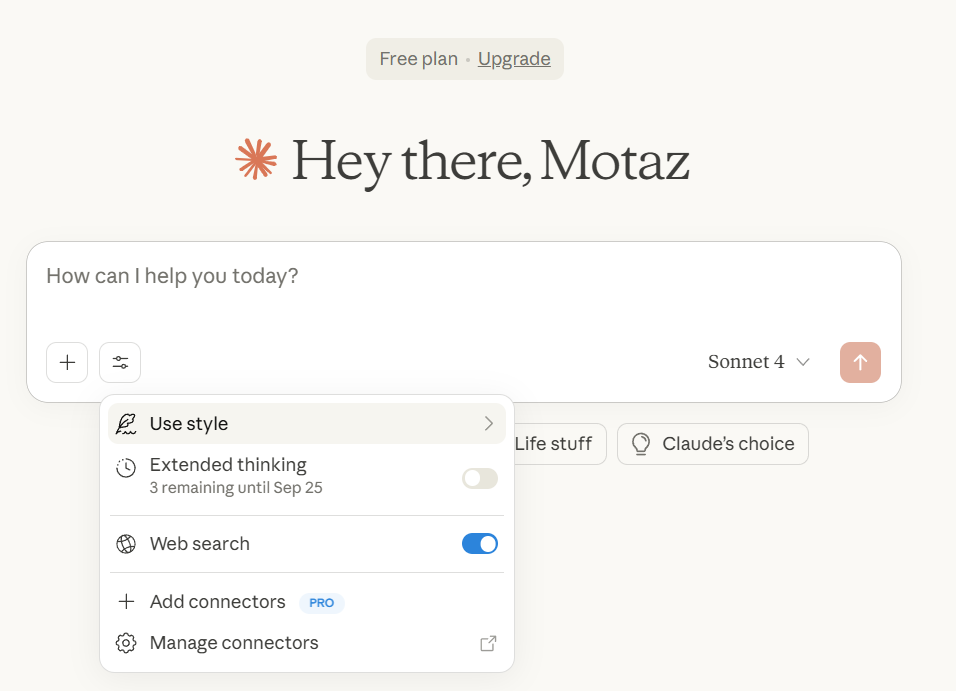 Free plan • Upgrade
Hey there, Motaz
How can I help you today?
Sonnet 4
Use style
Life stuff
Claude's choice
Extended thinking
3 remaining until Sep 25
Web search
Add connectors PRO
Manage connectors